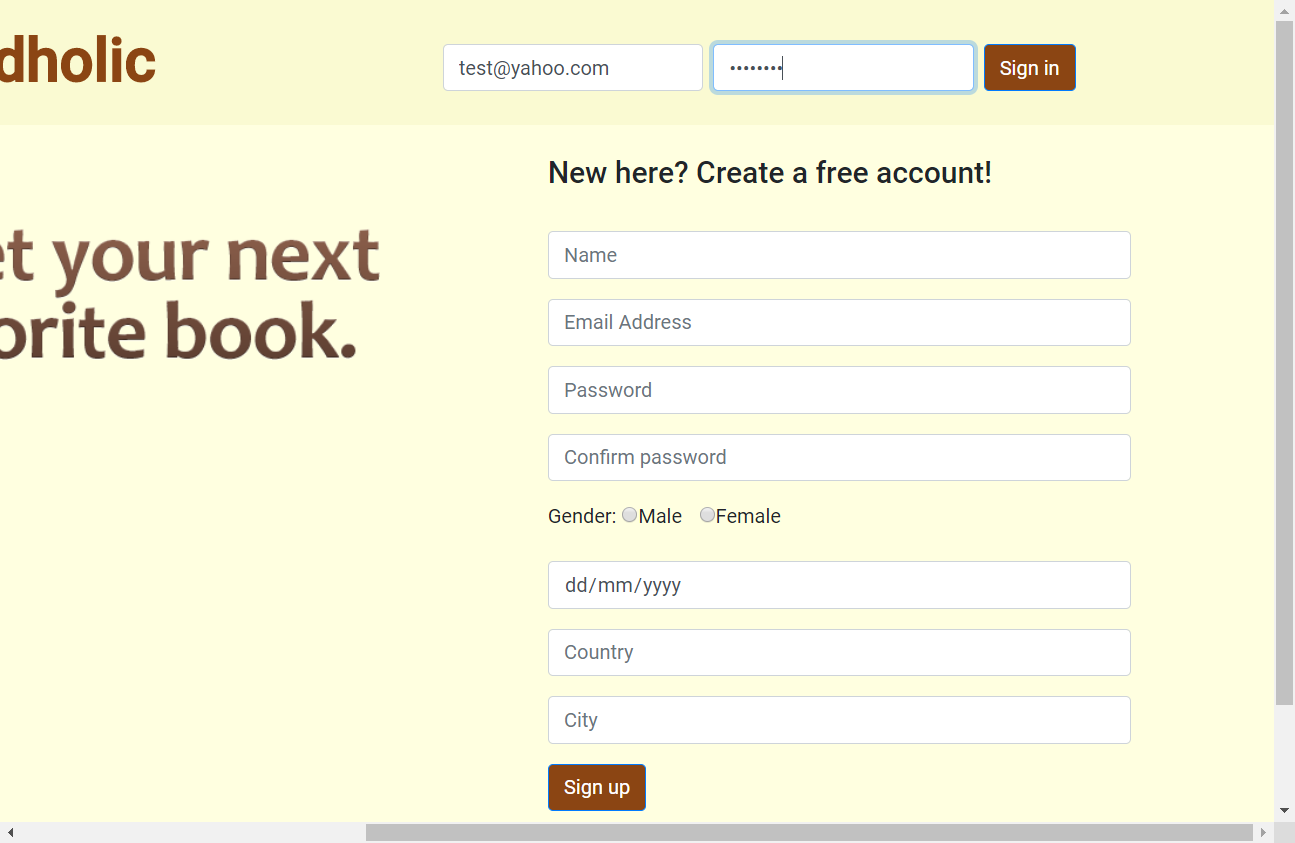 dholic
test@yahoo.com
••••••••
Sign in
New here? Create a free account!
et your next
orite book.
Name
Email Address
Password
Confirm password
Gender: Male Female
dd/mm/yyyy
Country
City
Sign up